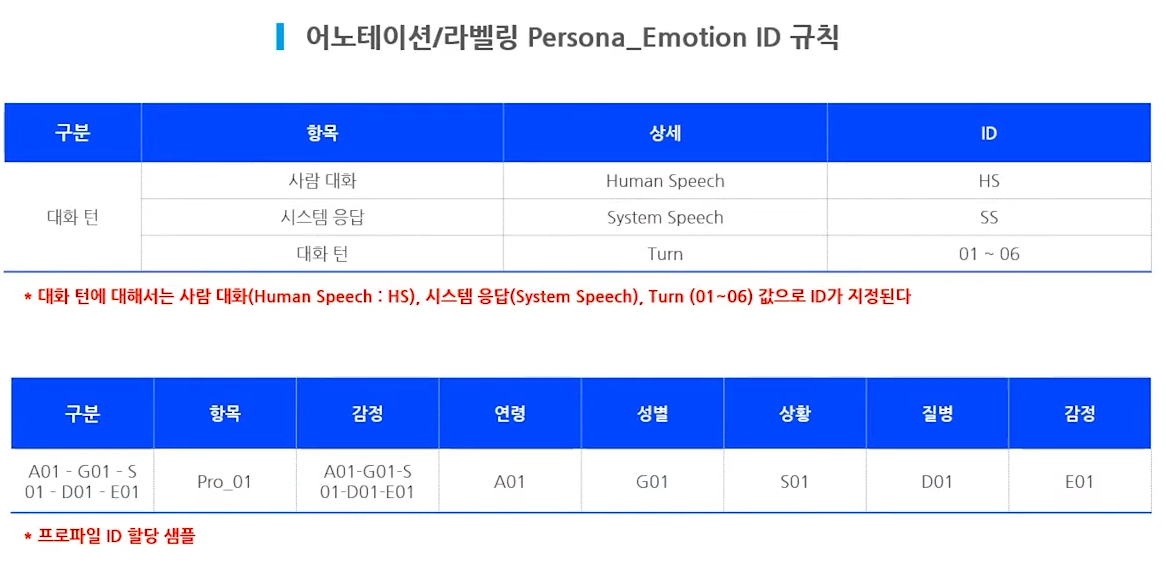 어노테이션/라벨링 Persona_Emotion ID 규칙
구분 항목 상세 ID
대화 턴
사람 대화 Human Speech HS
시스템 응답 System Speech SS
대화 턴 Turn 01 ~ 06
* 대화 턴에 대해서는 사람 대화(Human Speech : HS), 시스템 응답(System Speech), Turn (01~06) 값으로 ID가 지정된다
구분 항목 감정 연령 성별 상황 질병 감정
A01 - G01 - S
01 - D01 - E01
Pro_01
A01-G01-S
01-D01-E01
A01 G01 S01 D01 E01
* 프로파일 ID 할당 샘플